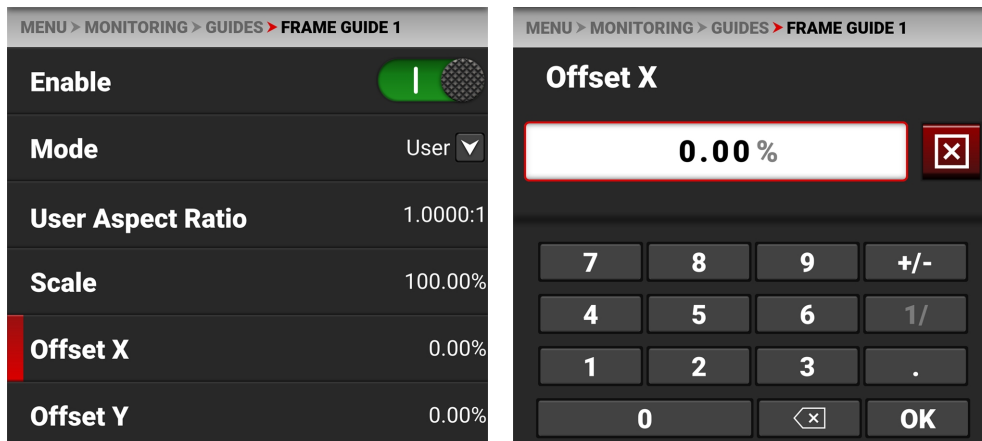 MENU > MONITORING > GUIDES > FRAME GUIDE 1
Enable
Mode User
User Aspect Ratio 1.0000:1
Scale 100.00%
Offset X 0.00%
Offset Y 0.00%
MENU > MONITORING > GUIDES > FRAME GUIDE 1
Offset X
0.00 %
7 8 9 +/-
4 5 6 1/
1 2 3 .
0 OK